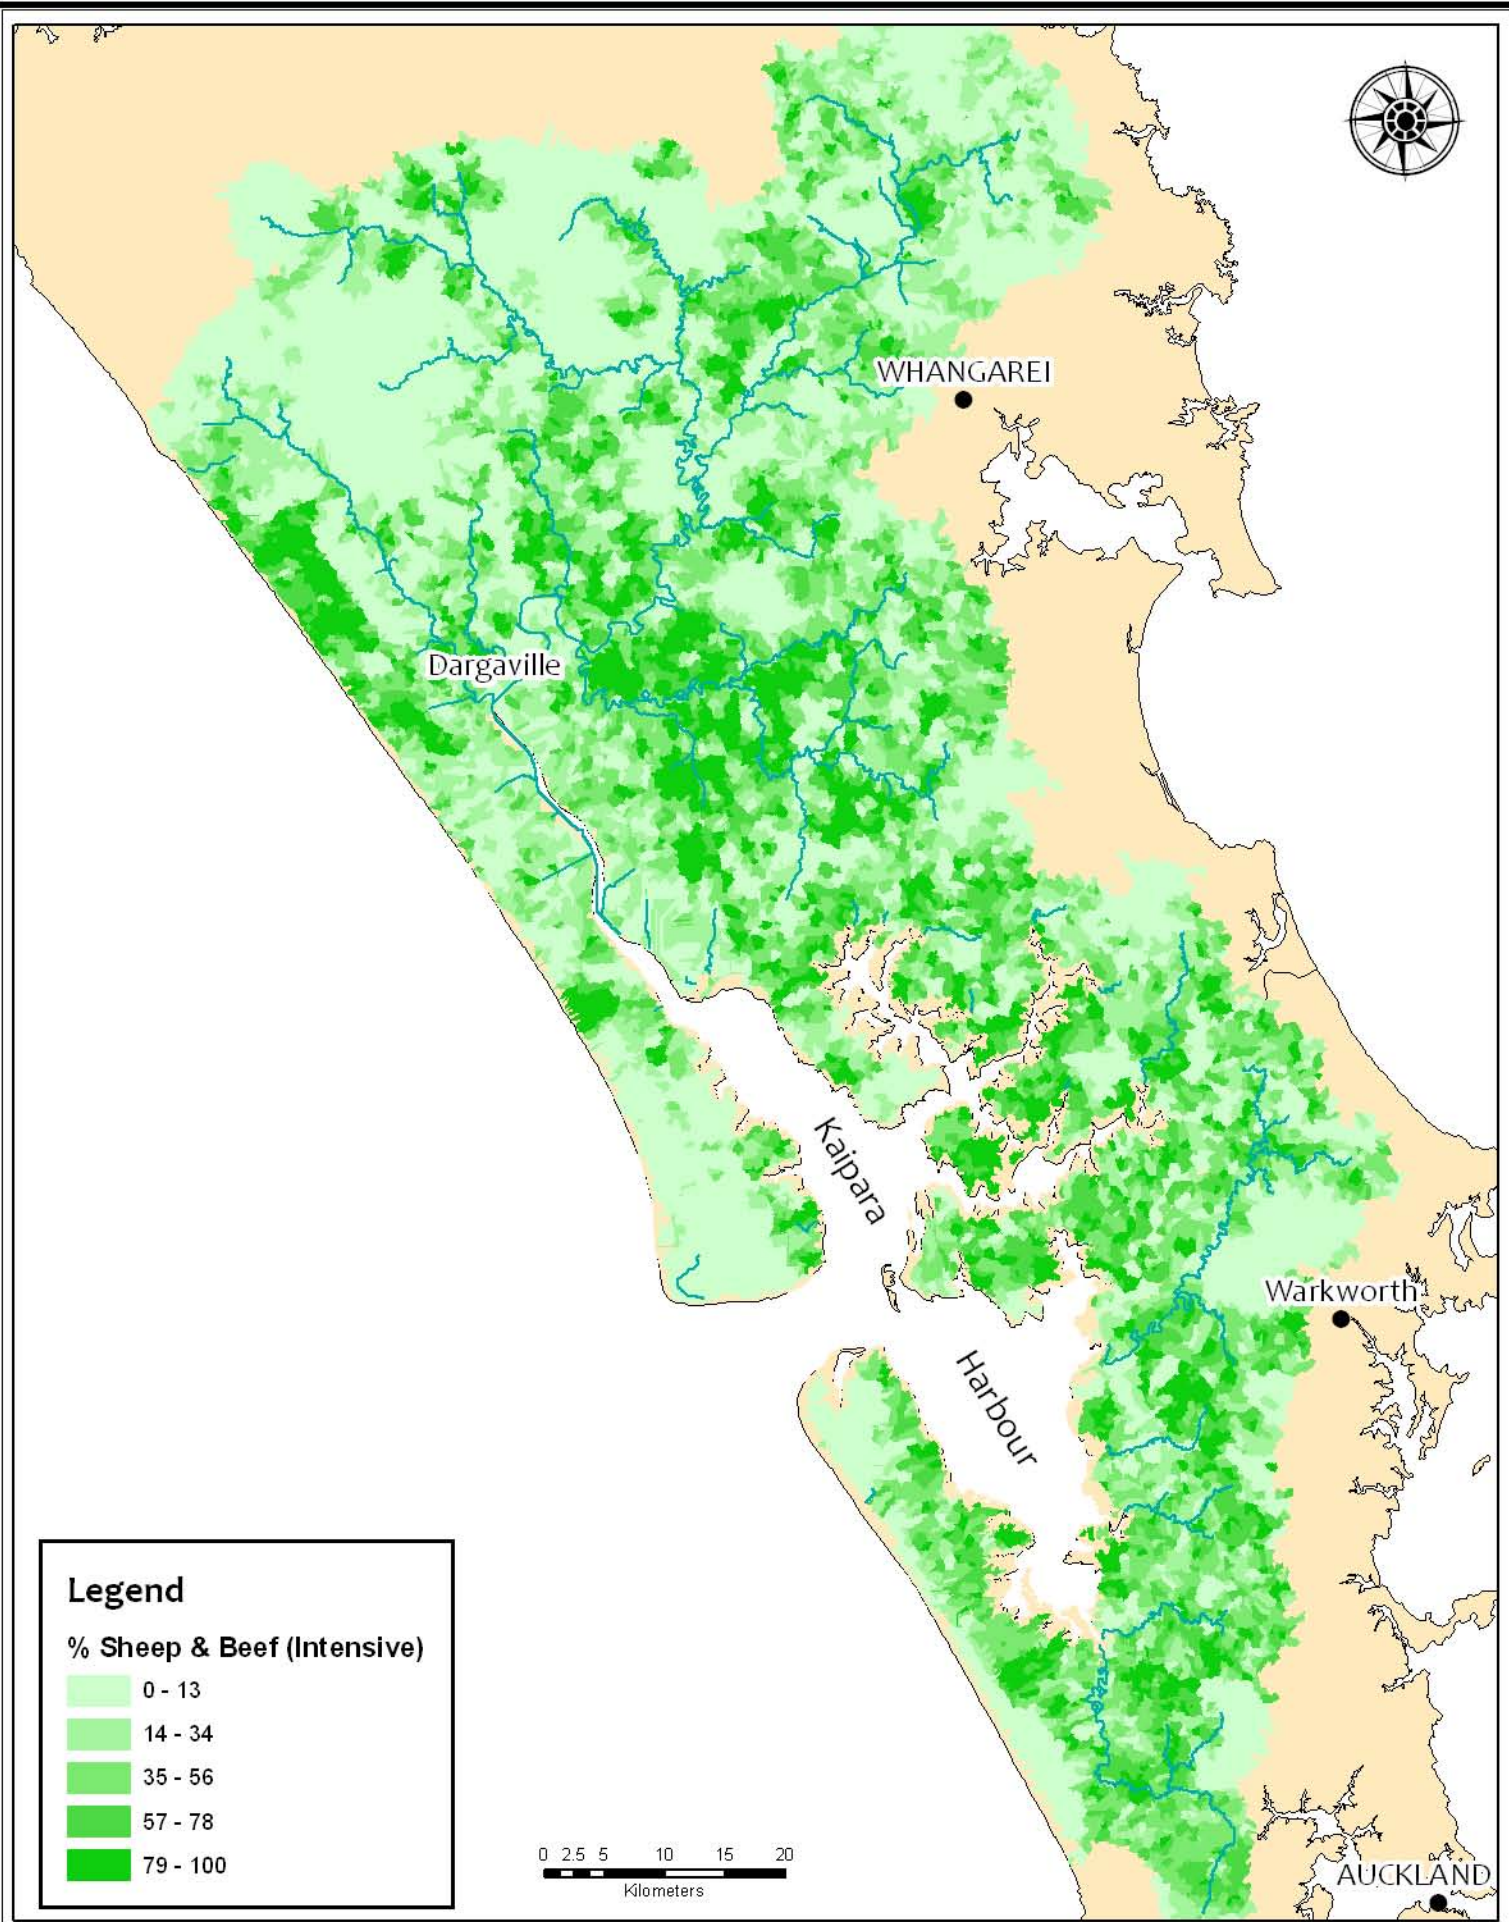 WHANGAREI
Dargaville
Kaipara
Warkworth
Harbour
Legend
% Sheep & Beef (Intensive)
0 - 13
14 - 34
35 - 56
57 - 78
79 - 100
0 2.5 5 10 15 20
Kilometers
AUCKLAND